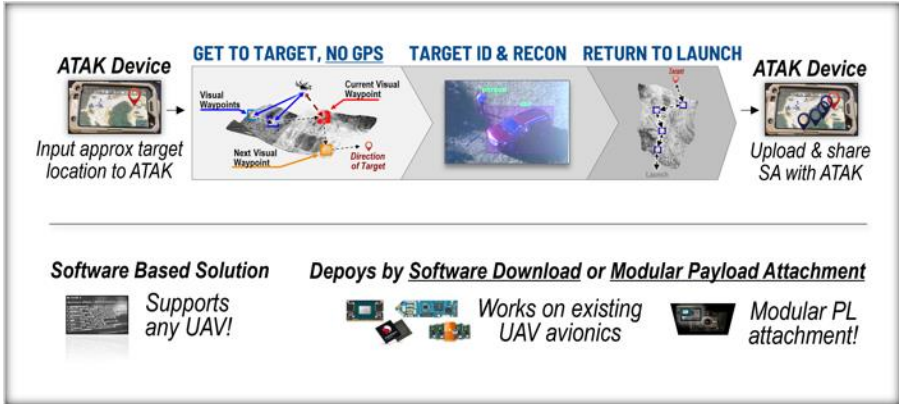 GET TO TARGET, NO GPS
TARGET ID & RECON
RETURN TO LAUNCH
ATAK Device
Input approx target
location to ATAK
Visual
Waypoints
Current Visual
Waypoint
Next Visual
Waypoint
Direction
of Target
Launch
ATAK Device
Upload & share
SA with ATAK
Software Based Solution
Supports
any UAV!
Depoys by Software Download or Modular Payload Attachment
Works on existing
UAV avionics
Modular PL
attachment!